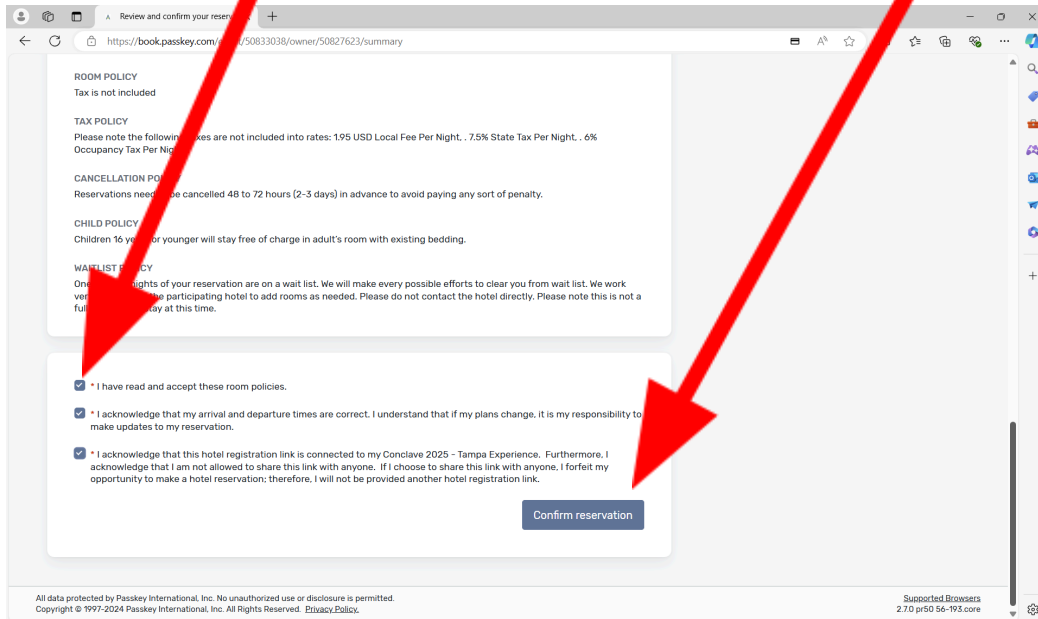 Review and confirm your reser
https://book.passkey.com/ /50833038/owner/50827623/summary
ROOM POLICY
Tax is not included
TAX POLICY
Please note the following are not included into rates: 1.95 USD Local Fee Per Night, . 7.5% State Tax Per Night, . 6%
Occupancy Tax Per
CANCELLATION
Reservations need be cancelled 48 to 72 hours (2-3 days) in advance to avoid paying any sort of penalty.
CHILD POLICY
Children 16 or younger will stay free of charge in adult's room with existing bedding.
WAITLIST
nights of your reservation are on a wait list. We will make every possible efforts to clear you from wait list. We work
the participating hotel to add rooms as needed. Please do not contact the hotel directly. Please note this is not a
at this time.
* I have read and accept these room policies.
* I acknowledge that my arrival and departure times are correct. I understand that if my plans change, it is my responsibility to
make updates to my reservation.
* I acknowledge that this hotel registration link is connected to my Conclave 2025 - Tampa Experience. Furthermore, I
acknowledge that I am not allowed to share this link with anyone. If I choose to share this link with anyone, I forfeit my
opportunity to make a hotel reservation; therefore, I will not be provided another hotel registration link.
Confirm reservation
All data protected by Passkey International, Inc. No unauthorized use or disclosure is permitted.
Copyright © 1997-2024 Passkey International, Inc. All Rights Reserved. Privacy Policy.
Supported Browsers
2.7.0 pr50 56-193.core